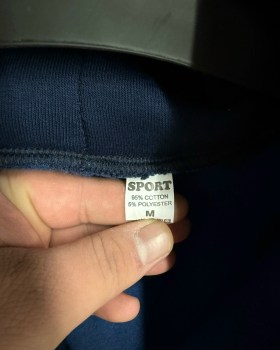 SPORT
95% COTTON
5% POLYESTER
M